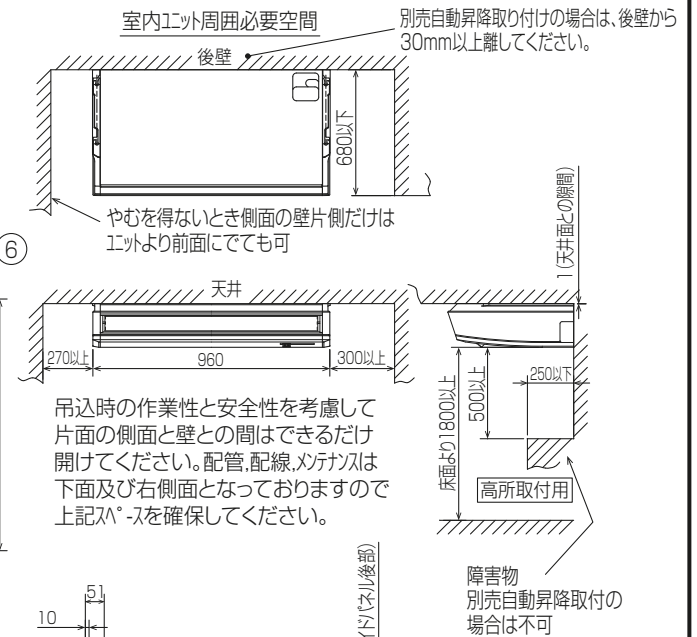 室内ユニット周囲必要空間
別売自動昇降取り付けの場合は、後壁から
30mm以上離してください。
後壁
680以下
やむを得ないとき側面の壁片側だけは
ユニットより前面にでても可
6
1(天井面との隙間)
天井
270以上
960
300以上
250以下
500以上
床面より1800以上
吊込時の作業性と安全性を考慮して
片面の側面と壁との間はできるだけ
開けてください。配管,配線,メンテナンスは
下面及び右側面となっておりますので
上記スペースを確保してください。
高所取付用
障害物
別売自動昇降取付の
場合は不可
51
10
イドパネル後部)